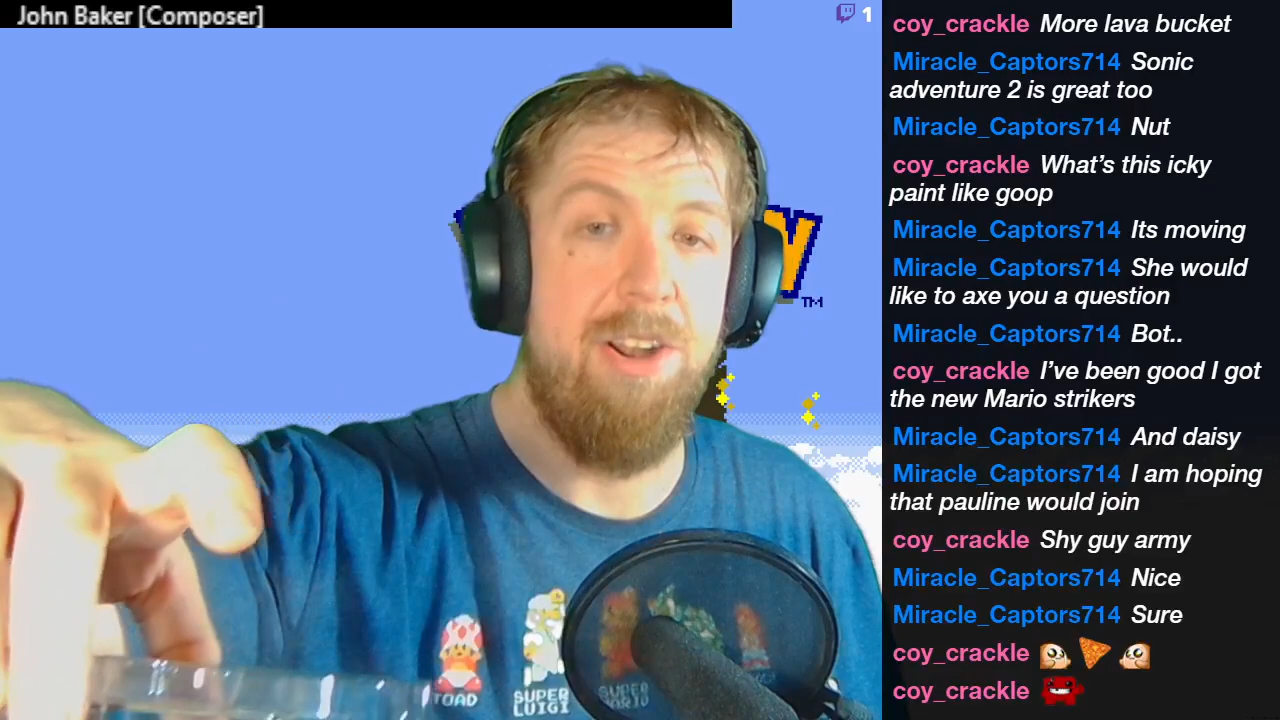 John Baker [Composer]
1
Y
TM
TOAD
SUPER
LUIGI
SUPER
MARIO
coy_crackle More lava bucket
Miracle_Captors714 Sonic
adventure 2 is great too
Miracle_Captors714 Nut
coy_crackle What's this icky
paint like goop
Miracle_Captors714 Its moving
Miracle_Captors714 She would
like to axe you a question
Miracle_Captors714 Bot..
coy_crackle I've been good I got
the new Mario strikers
Miracle_Captors714 And daisy
Miracle_Captors714 I am hoping
that pauline would join
coy_crackle Shy guy army
Miracle_Captors714 Nice
Miracle_Captors714 Sure
coy_crackle
coy_crackle